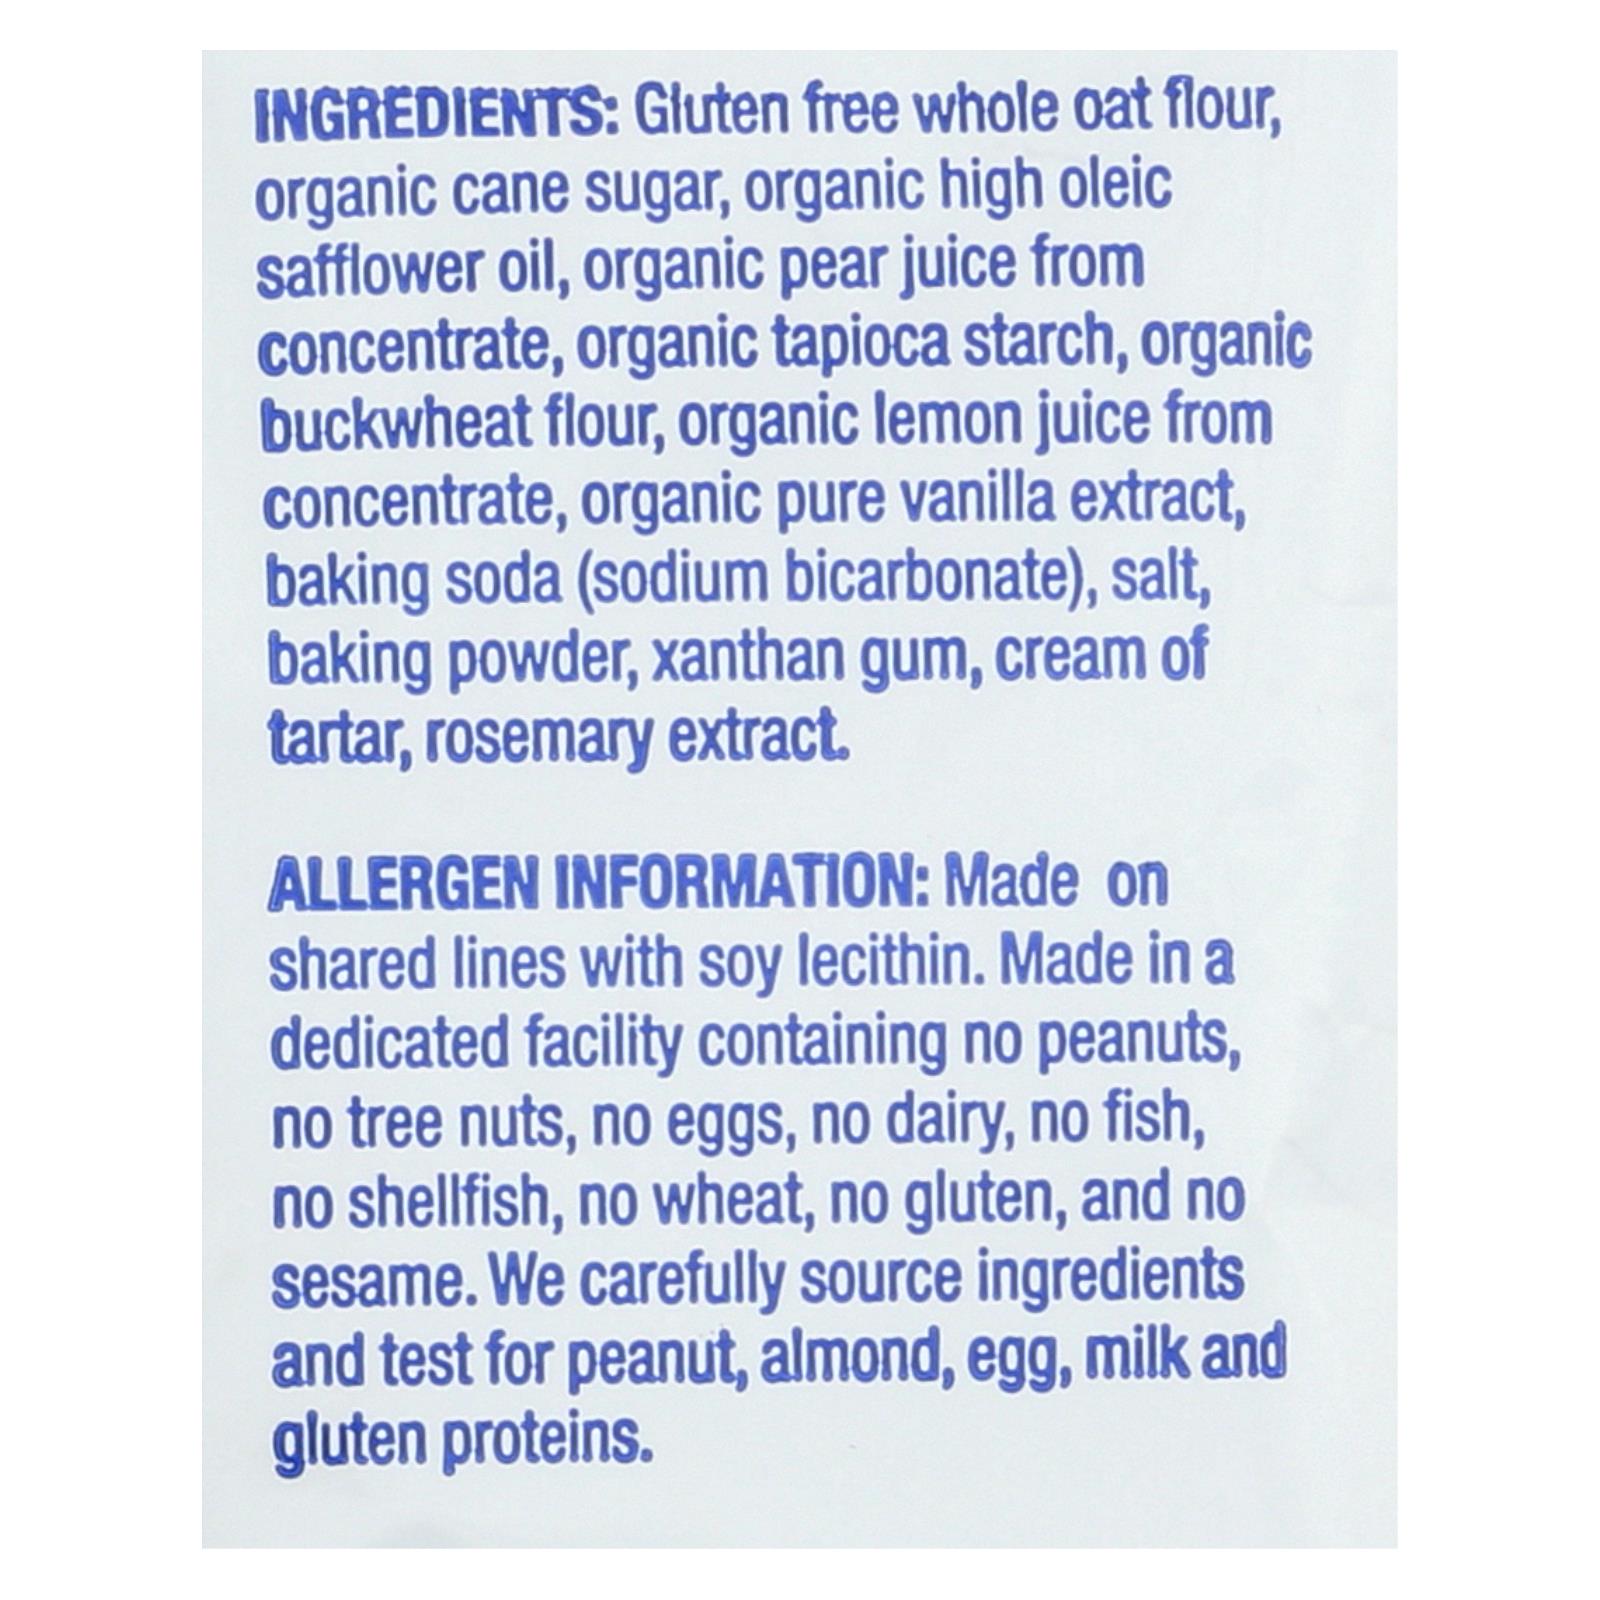 INGREDIENTS: Gluten free whole oat flour,
organic cane sugar, organic high oleic
safflower oil, organic pear juice from
concentrate, organic tapioca starch, organic
buckwheat flour, organic lemon juice from
concentrate, organic pure vanilla extract,
baking soda (sodium bicarbonate), salt,
baking powder, xanthan gum, cream of
tartar, rosemary extract.
ALLERGEN INFORMATION: Made on
shared lines with soy lecithin. Made in a
dedicated facility containing no peanuts,
no tree nuts, no eggs, no dairy, no fish,
no shellfish, no wheat, no gluten, and no
sesame. We carefully source ingredients
and test for peanut, almond, egg, milk and
gluten proteins.